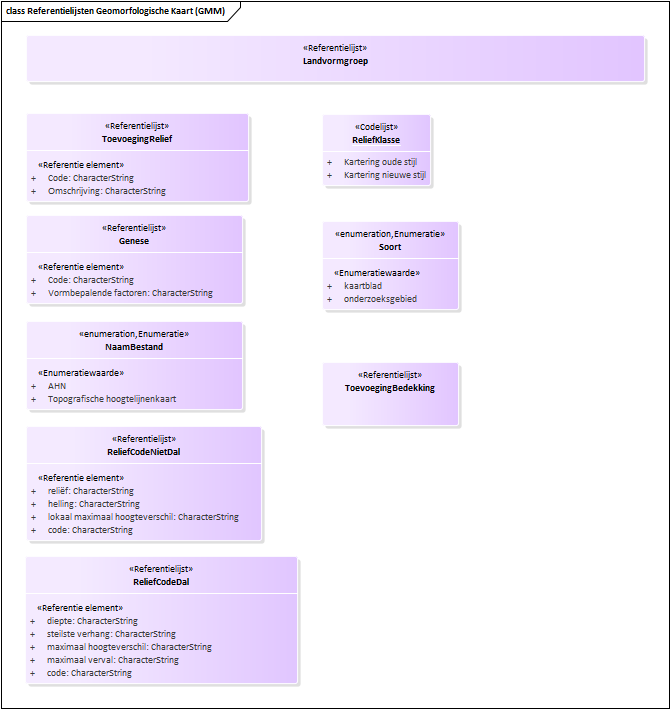 class Referentielijsten Geomorfologische Kaart (GMM)
«Referentielijst»
Landvormgroep
«Referentielijst»
ToevoegingRelief
«Referentie element»
+ Code: CharacterString
+ Omschrijving: CharacterString
«Codelijst»
ReliefKlasse
+ Kartering oude stijl
+ Kartering nieuwe stijl
«Referentielijst»
Genese
«Referentie element»
+ Code: CharacterString
+ Vormbepalende factoren: CharacterString
«enumeration,Enumeratie»
Soort
«Enumeratiewaarde»
+ kaartblad
+ onderzoeksgebied
«enumeration,Enumeratie»
NaamBestand
«Enumeratiewaarde»
+ AHN
+ Topografische hoogtelijnenkaart
«Referentielijst»
ToevoegingBedekking
«Referentielijst»
ReliefCodeNietDal
«Referentie element»
+ reliëf: CharacterString
+ helling: CharacterString
+ lokaal maximaal hoogteverschil: CharacterString
+ code: CharacterString
«Referentielijst»
ReliefCodeDal
«Referentie element»
+ diepte: CharacterString
+ steilste verhang: CharacterString
+ maximaal hoogteverschil: CharacterString
+ maximaal verval: CharacterString
+ code: CharacterString